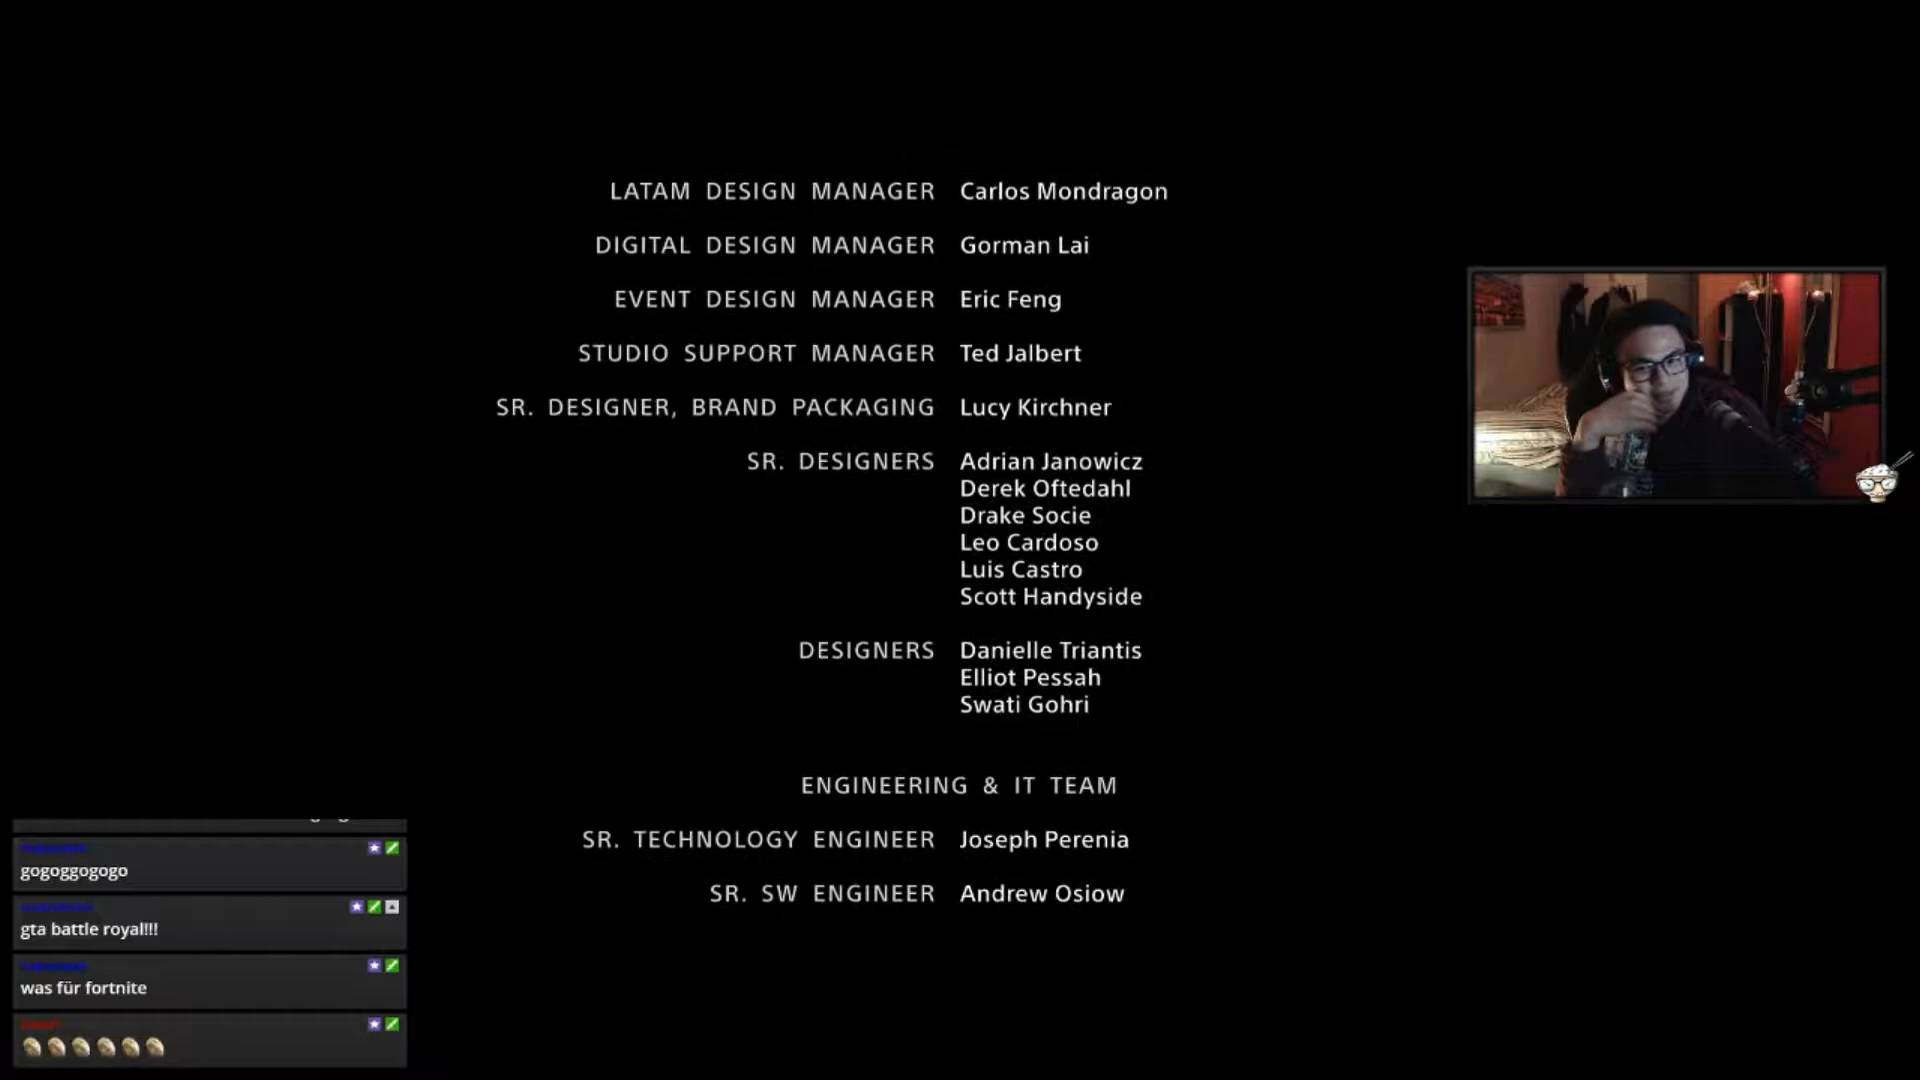 LATAM DESIGN MANAGER Carlos Mondragon
DIGITAL DESIGN MANAGER Gorman Lai
EVENT DESIGN MANAGER Eric Feng
STUDIO SUPPORT MANAGER Ted Jalbert
SR. DESIGNER, BRAND PACKAGING Lucy Kirchner
SR. DESIGNERS Adrian Janowicz
Derek Oftedahl
Drake Socie
Leo Cardoso
Luis Castro
Scott Handyside
DESIGNERS Danielle Triantis
Elliot Pessah
Swati Gohri
ENGINEERING & IT TEAM
SR. TECHNOLOGY ENGINEER Joseph Perenia
SR. SW ENGINEER Andrew Osiow
gogoggogogo
gta battle royal!!!
was für fortnite